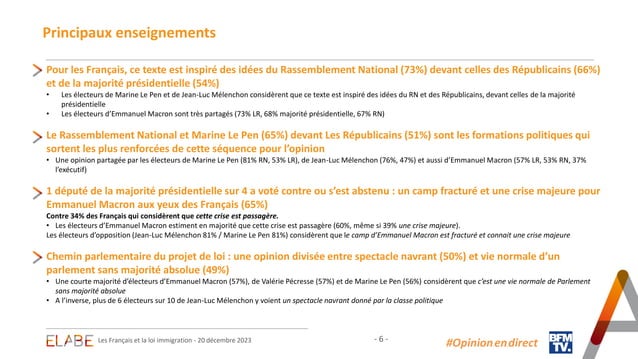 Principaux enseignements
Pour les Français, ce texte est inspiré des idées du Rassemblement National (73%) devant celles des Républicains (66%)
et de la majorité présidentielle (54%)
• Les électeurs de Marine Le Pen et de Jean-Luc Mélenchon considèrent que ce texte est inspiré des idées du RN et des Républicains, devant celles de la majorité
présidentielle
• Les électeurs d'Emmanuel Macron sont très partagés (73% LR, 68% majorité présidentielle, 67% RN)
Le Rassemblement National et Marine Le Pen (65%) devant Les Républicains (51%) sont les formations politiques qui
sortent les plus renforcées de cette séquence pour l'opinion
• Une opinion partagée par les électeurs de Marine Le Pen (81% RN, 53% LR), de Jean-Luc Mélenchon (76%, 47%) et aussi d'Emmanuel Macron (57% LR, 53% RN, 37%
l'exécutif)
1 député de la majorité présidentielle sur 4 a voté contre ou s'est abstenu : un camp fracturé et une crise majeure pour
Emmanuel Macron aux yeux des Français (65%)
Contre 34% des Français qui considèrent que cette crise est passagère.
• Les électeurs d'Emmanuel Macron estiment en majorité que cette crise est passagère (60%, même si 39% une crise majeure).
Les électeurs d'opposition (Jean-Luc Mélenchon 81% / Marine Le Pen 81%) considèrent que le camp d'Emmanuel Macron est fracturé et connait une crise majeure
Chemin parlementaire du projet de loi : une opinion divisée entre spectacle navrant (50%) et vie normale d'un
parlement sans majorité absolue (49%)
• Une courte majorité d'électeurs d'Emmanuel Macron (57%), de Valérie Pécresse (57%) et de Marine Le Pen (56%) considèrent que c'est une vie normale de Parlement
sans majorité absolue
• A l'inverse, plus de 6 électeurs sur 10 de Jean-Luc Mélenchon y voient un spectacle navrant donné par la classe politique
ELABE Les Français et la loi immigration - 20 décembre 2023
- 6 -
#Opinionendirect
BFM
TV.